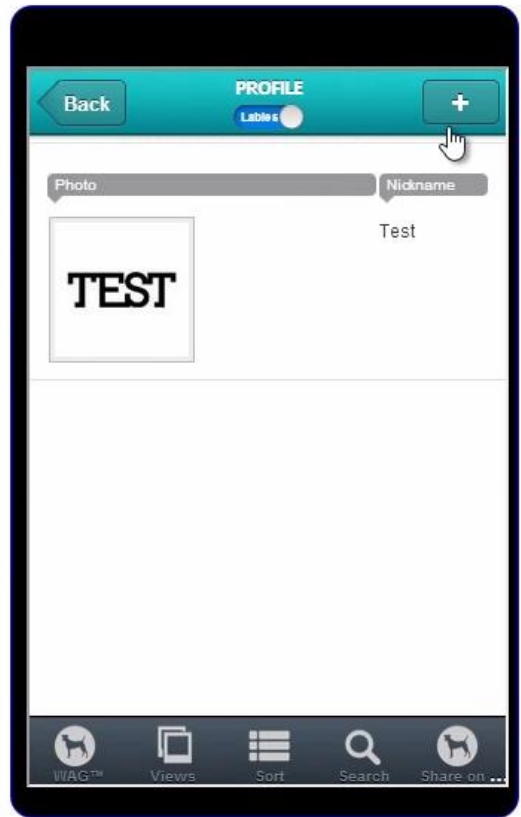 PROFILE
Back
Lables
+
Photo
Nickname
TEST
Test
WAG™
Views
Sort
Search
Share on ...